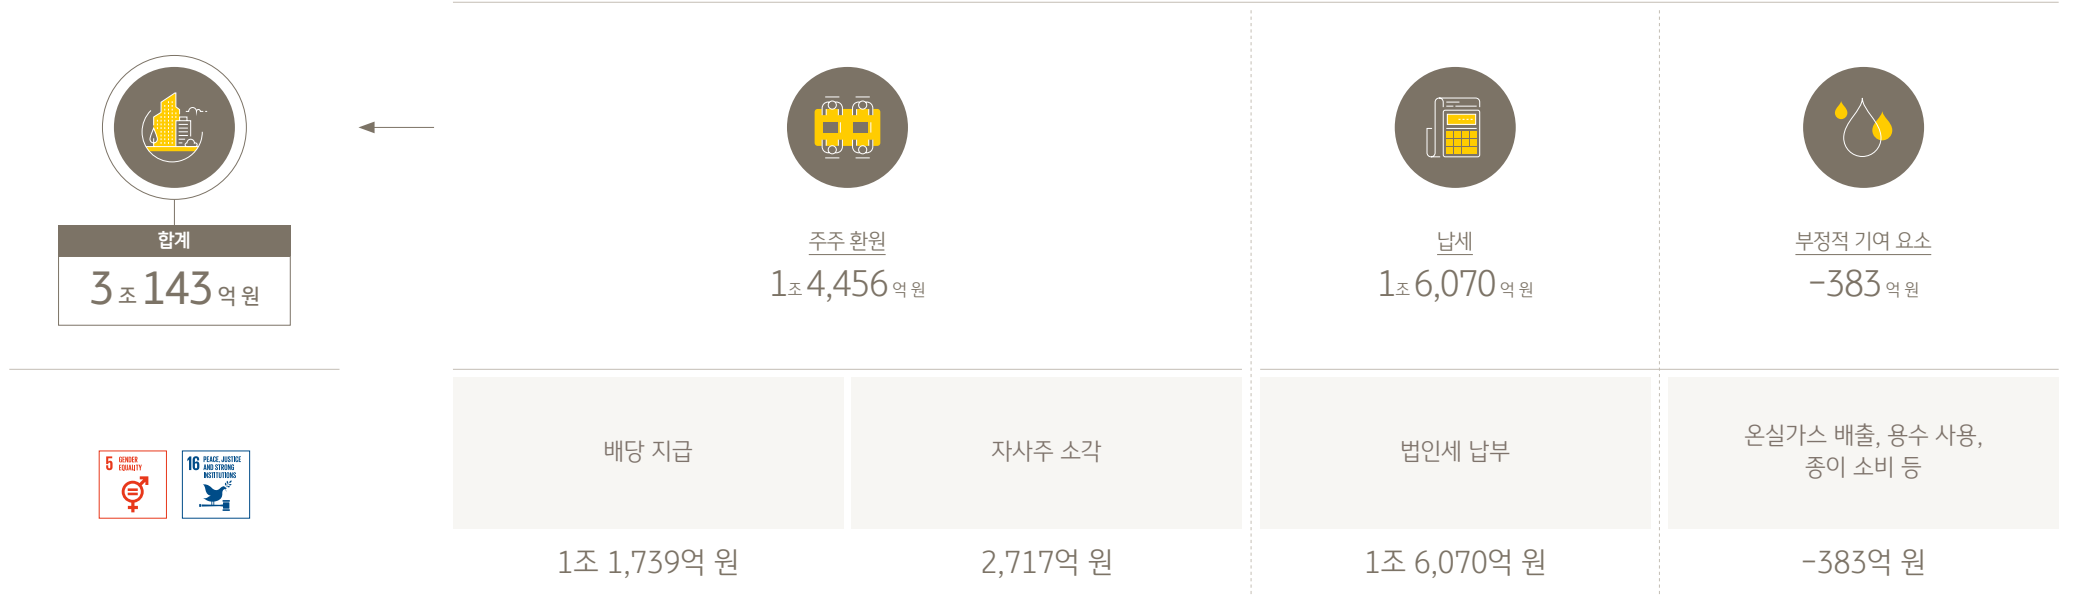 합계
3조 143억 원
주주 환원
1조 4,456억 원
납세
1조 6,070억 원
부정적 기여 요소
-383억 원
5 GENDER
EQUALITY
16 PEACE, JUSTICE
AND STRONG
INSTITUTIONS
배당 지급
자사주 소각
법인세 납부
온실가스 배출, 용수 사용,
종이 소비 등
1조 1,739억 원
2,717억 원
1조 6,070억 원
-383억 원